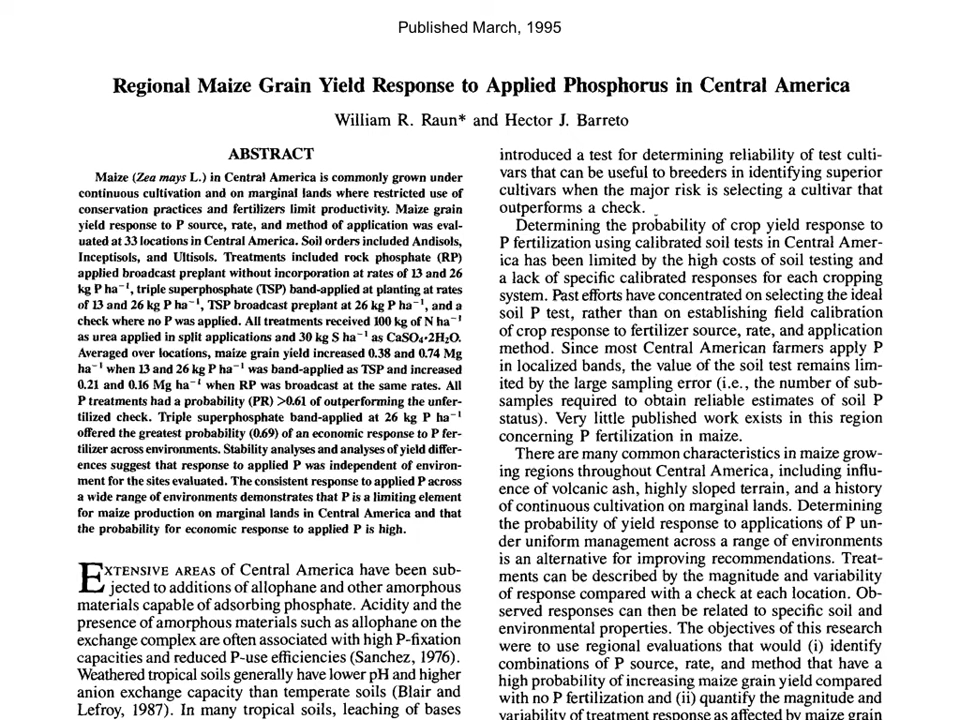 Published March, 1995
Regional Maize Grain Yield Response to Applied Phosphorus in Central America
William R. Raun* and Hector J. Barreto
ABSTRACT
Maize (Zea mays L.) in Central America is commonly grown under
continuous cultivation and on marginal lands where restricted use of
conservation practices and fertilizers limit productivity. Maize grain
yield response to P source, rate, and method of application was eval-
uated at 33 locations in Central America. Soil orders included Andisols,
Inceptisols, and Ultisols. Treatments included rock phosphate (RP)
applied broadcast preplant without incorporation at rates of 13 and 26
kg P ha⁻¹, triple superphosphate (TSP) band-applied at planting at rates
of 13 and 26 kg P ha⁻¹, TSP broadcast preplant at 26 kg P ha⁻¹, and a
check where no P was applied. All treatments received 100 kg of N ha⁻¹
as urea applied in split applications and 30 kg S ha⁻¹ as CaSO₄·2H₂O.
Averaged over locations, maize grain yield increased 0.38 and 0.74 Mg
ha⁻¹ when 13 and 26 kg P ha⁻¹ was band-applied as TSP and increased
0.21 and 0.16 Mg ha⁻¹ when RP was broadcast at the same rates. All
P treatments had a probability (PR) >0.61 of outperforming the unfer-
tilized check. Triple superphosphate band-applied at 26 kg P ha⁻¹
offered the greatest probability (0.69) of an economic response to P fer-
tilizer across environments. Stability analyses and analyses of yield differ-
ences suggest that response to applied P was independent of environ-
ment for the sites evaluated. The consistent response to applied P across
a wide range of environments demonstrates that P is a limiting element
for maize production on marginal lands in Central America and that
the probability for economic response to applied P is high.
EXTENSIVE AREAS of Central America have been sub-
jected to additions of allophane and other amorphous
materials capable of adsorbing phosphate. Acidity and the
presence of amorphous materials such as allophane on the
exchange complex are often associated with high P-fixation
capacities and reduced P-use efficiencies (Sanchez, 1976).
Weathered tropical soils generally have lower pH and higher
anion exchange capacity than temperate soils (Blair and
Lefroy, 1987). In many tropical soils, leaching of bases
introduced a test for determining reliability of test culti-
vars that can be useful to breeders in identifying superior
cultivars when the major risk is selecting a cultivar that
outperforms a check.
Determining the probability of crop yield response to
P fertilization using calibrated soil tests in Central Amer-
ica has been limited by the high costs of soil testing and
a lack of specific calibrated responses for each cropping
system. Past efforts have concentrated on selecting the ideal
soil P test, rather than on establishing field calibration
of crop response to fertilizer source, rate, and application
method. Since most Central American farmers apply P
in localized bands, the value of the soil test remains lim-
ited by the large sampling error (i.e., the number of sub-
samples required to obtain reliable estimates of soil P
status). Very little published work exists in this region
concerning P fertilization in maize.
There are many common characteristics in maize grow-
ing regions throughout Central America, including influ-
ence of volcanic ash, highly sloped terrain, and a history
of continuous cultivation on marginal lands. Determining
the probability of yield response to applications of P un-
der uniform management across a range of environments
is an alternative for improving recommendations. Treat-
ments can be described by the magnitude and variability
of response compared with a check at each location. Ob-
served responses can then be related to specific soil and
environmental properties. The objectives of this research
were to use regional evaluations that would (i) identify
combinations of P source, rate, and method that have a
high probability of increasing maize grain yield compared
with no P fertilization and (ii) quantify the magnitude and
variability of treatment response as affected by maize grain